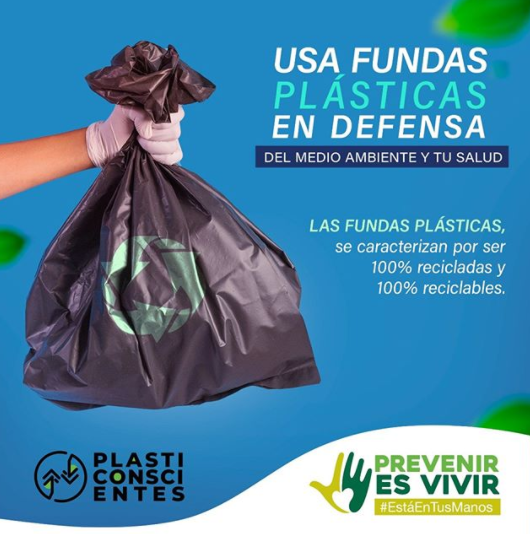 USA FUNDAS
PLÁSTICAS
EN DEFENSA
DEL MEDIO AMBIENTE Y TU SALUD
LAS FUNDAS PLÁSTICAS,
se caracterizan por ser
100% recicladas y
100% reciclables.
PLASTI
CONSCI
ENTES
PREVENIR
ES VIVIR
#EstáEnTusManos